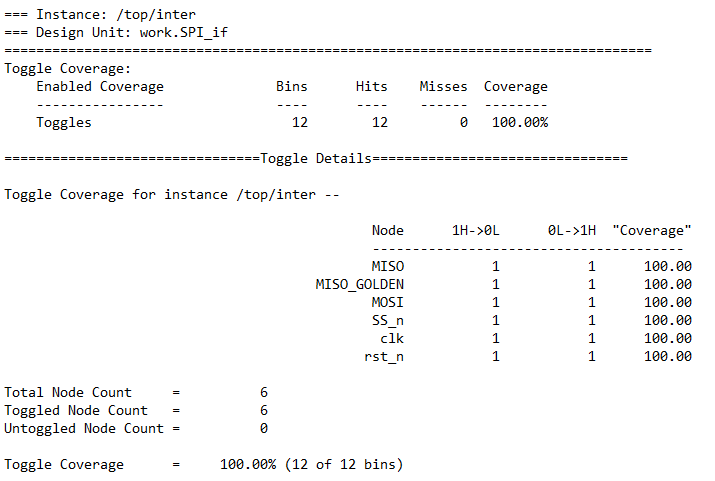 === Instance: /top/inter
=== Design Unit: work.SPI_if
=================================================================================
Toggle Coverage:
    Enabled Coverage              Bins      Hits    Misses  Coverage
    ----------------              ----      ----    ------  --------
    Toggles                         12        12         0   100.00%

================================Toggle Details================================

Toggle Coverage for instance /top/inter --

                                              Node      1H->0L      0L->1H  "Coverage"
                                              ---------------------------------------
                                              MISO           1           1      100.00
                                       MISO_GOLDEN           1           1      100.00
                                              MOSI           1           1      100.00
                                              SS_n           1           1      100.00
                                               clk           1           1      100.00
                                             rst_n           1           1      100.00

Total Node Count     =          6
Toggled Node Count   =          6
Untoggled Node Count =          0

Toggle Coverage      =     100.00% (12 of 12 bins)